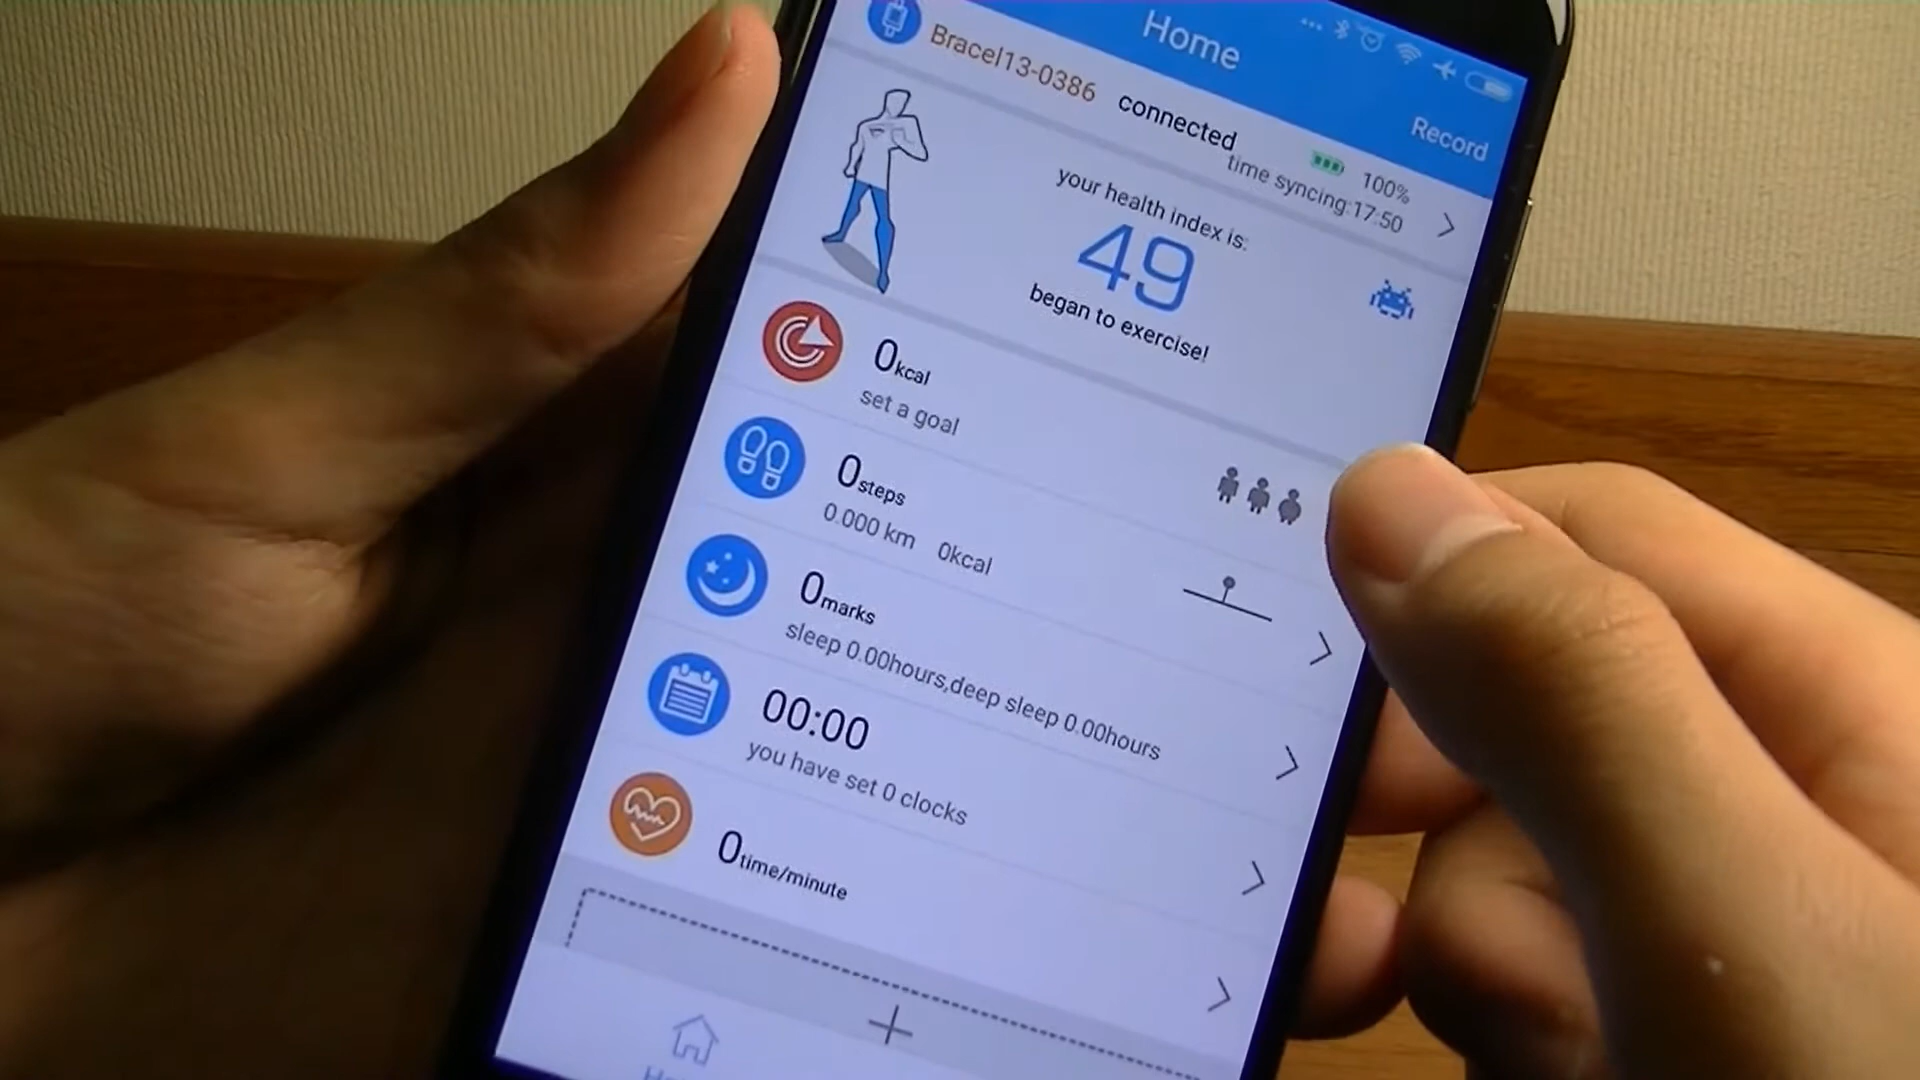 Home
Record
Bracel13-0386 connected
100%
time syncing:17:50
your health index is:
49
began to exercise!
0kcal
set a goal
0steps
0.000 km 0kcal
0marks
sleep 0.00hours,deep sleep 0.00hours
00:00
you have set 0 clocks
0time/minute